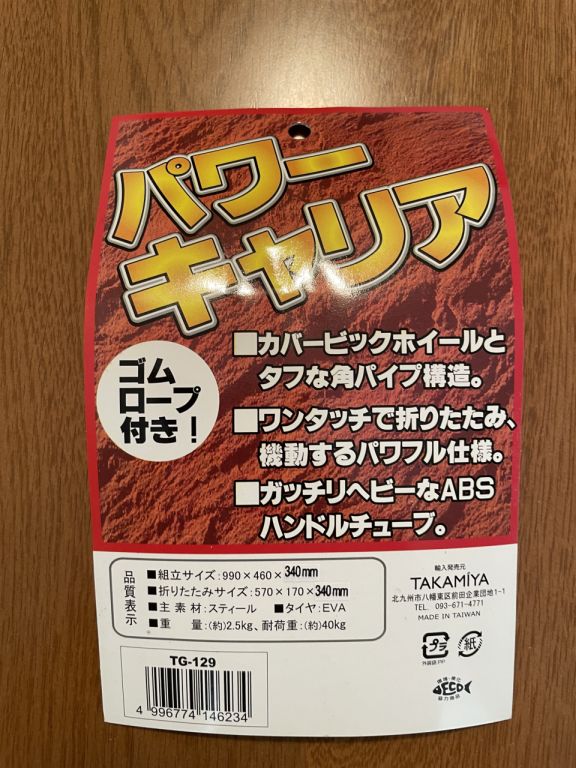 パワー
キャリア
ゴム
ロープ
付き！
■カバービックホイールと
タフな角パイプ構造。
■ワンタッチで折りたたみ、
機動するパワフル仕様。
■ガッチリヘビーなABS
ハンドルチューブ。
品質表示
■組立サイズ:990×460×340mm
■折りたたみサイズ:570×170×340mm
■主素材:スティール ■タイヤ:EVA
■重量:(約)2.5kg、耐荷重:(約)40kg
輸入発売元
TAKAMIYA
北九州市八幡東区前田企業団地1-1
TEL. 093-671-4771
MADE IN TAIWAN
プラ
紙
ECO
TG-129
4 996774 146234